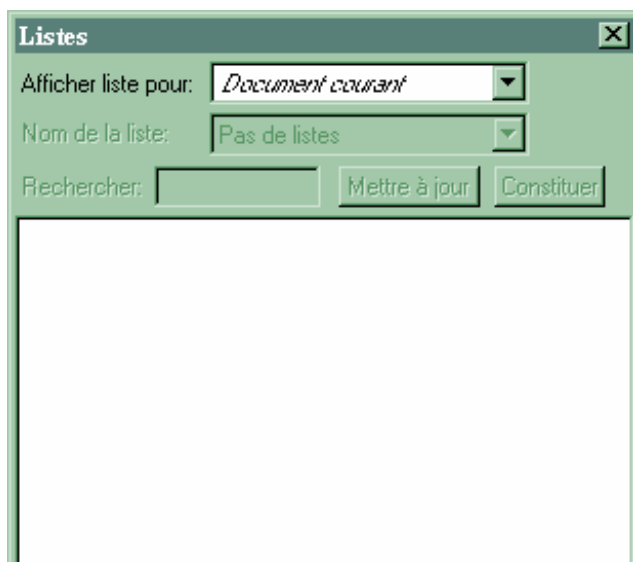 Listes
Afficher liste pour: Document courant
Nom de la liste: Pas de listes
Rechercher: Mettre à jour Constituer